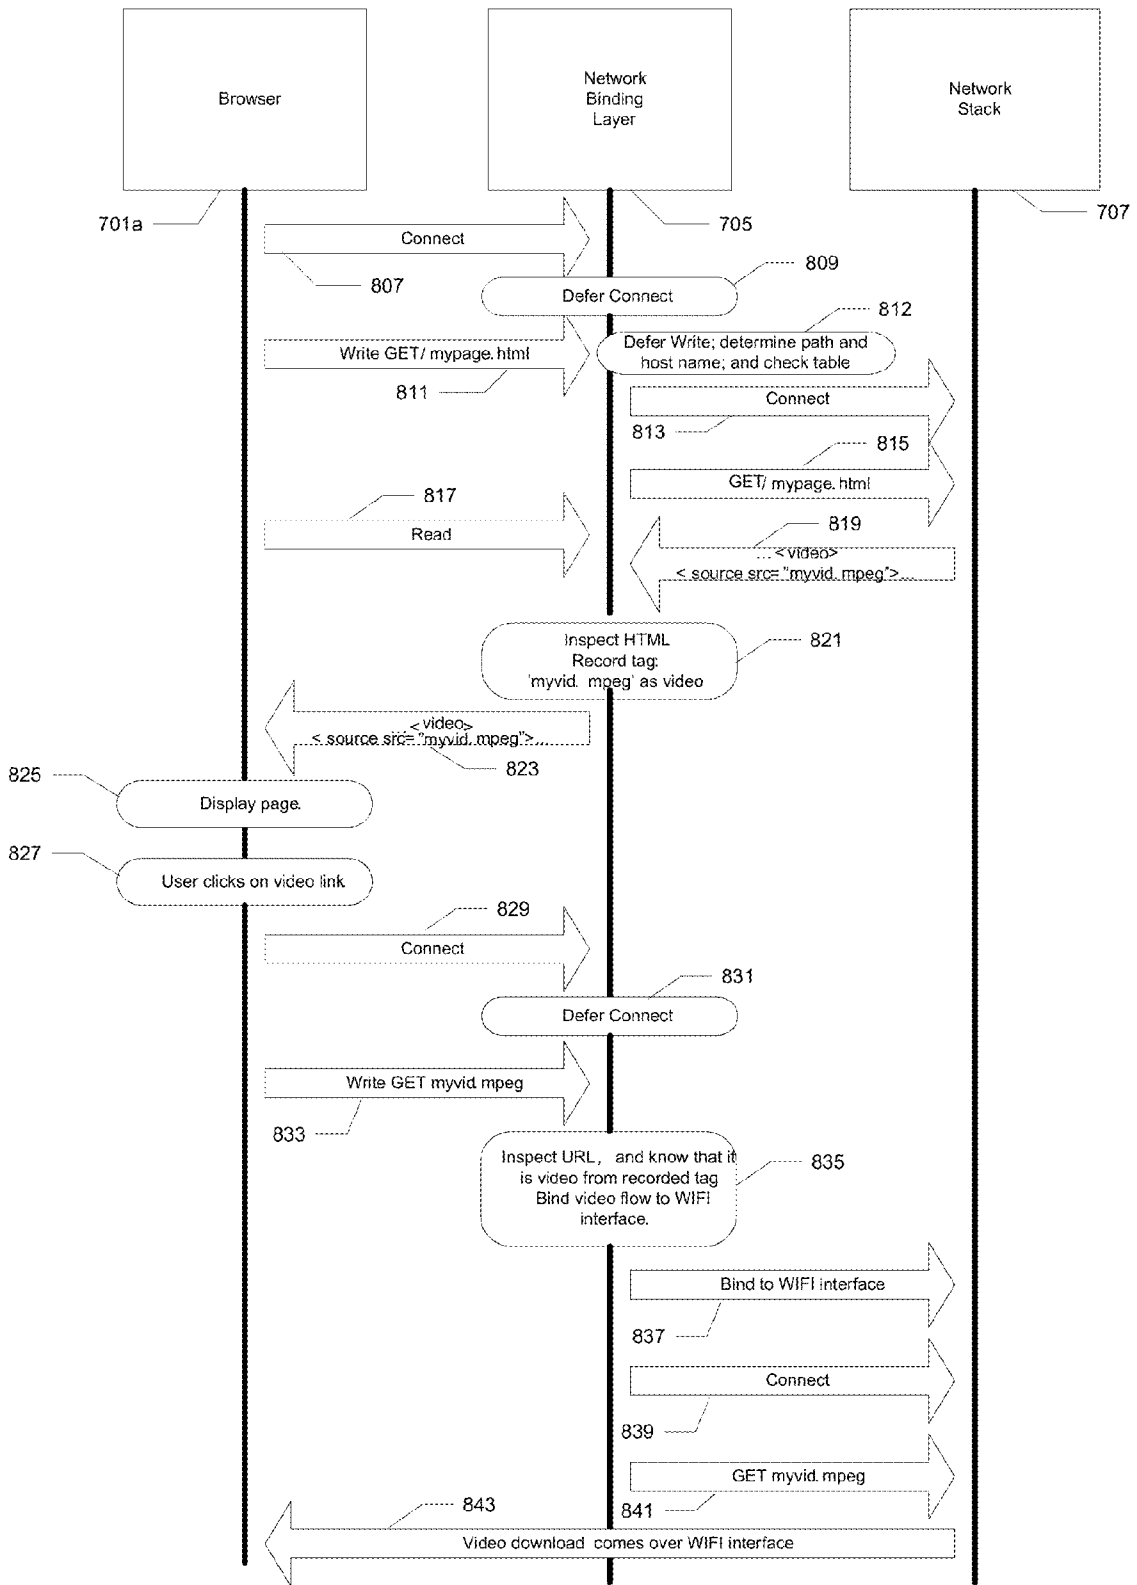 Browser
Network
Binding
Layer
Network
Stack
701a
705
707
Connect
807
809
Defer Connect
812
Write GET/ mypage.html
811
Defer Write; determine path and
host name; and check table
Connect
813
815
GET/ mypage.html
817
Read
819
... <video>
< source src= "myvid. mpeg">...
Inspect HTML
Record tag:
'myvid. mpeg' as video
821
<video>
< source src= "myvid. mpeg">...
823
825
Display page.
827
User clicks on video link
829
Connect
831
Defer Connect
Write GET myvid.mpeg
833
Inspect URL, and know that it
is video from recorded tag
Bind video flow to WIFI
interface.
835
Bind to WIFI interface
837
Connect
839
GET myvid.mpeg
841
843
Video download comes over WIFI interface